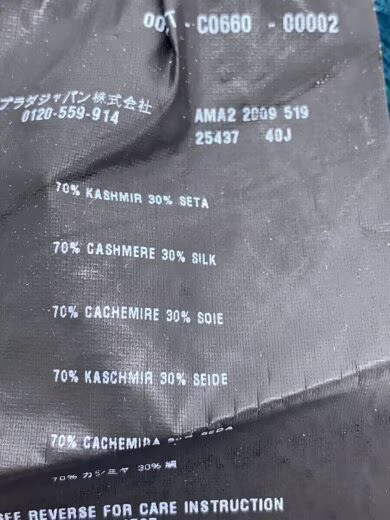 - C0660 - 00002
プラダジャパン株式会社
0120-559-914
AMA2 2009 519
25437 40J
70% KASHMIR 30% SETA
70% CASHMERE 30% SILK
70% CACHEMIRE 30% SOIE
70% KASCHMIR 30% SEIDE
70% CACHEMIRA
70% カシミヤ 30% 絹
SEE REVERSE FOR CARE INSTRUCTION